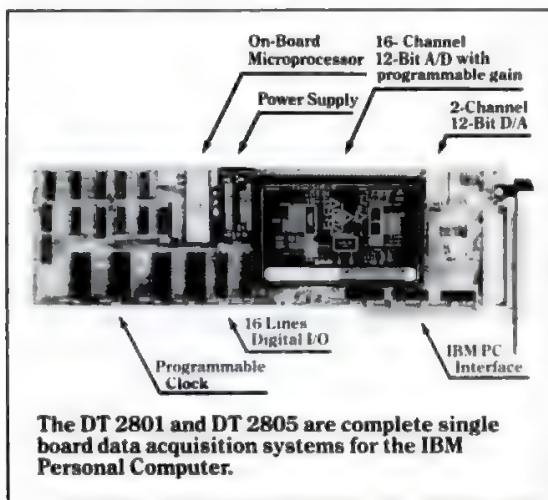 On-Board
Microprocessor
Power Supply
16- Channel
12-Bit A/D with
programmable gain
2-Channel
12-Bit D/A
Programmable
Clock
16 Lines
Digital I/O
IBM PC
Interface
The DT 2801 and DT 2805 are complete single
board data acquisition systems for the IBM
Personal Computer.